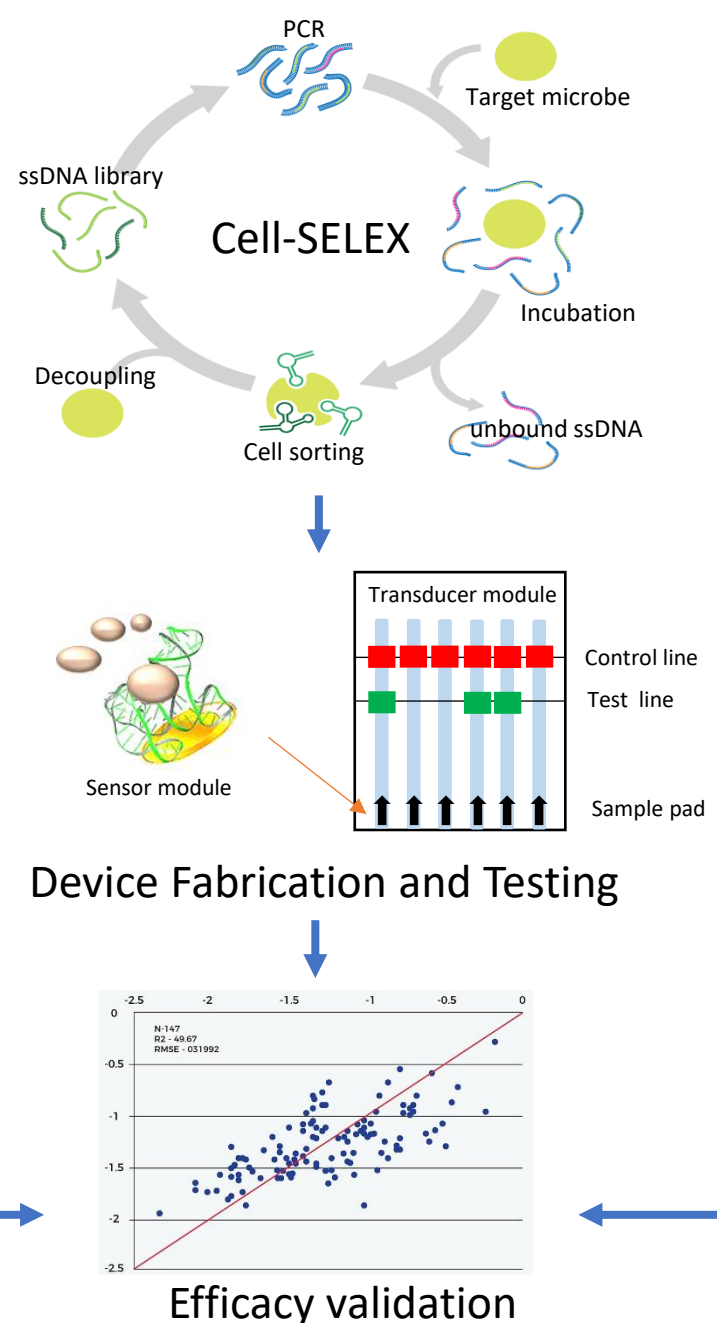 PCR
Target microbe
ssDNA library
Cell-SELEX
Incubation
Decoupling
unbound ssDNA
Cell sorting
Transducer module
Control line
Test line
Sensor module
Sample pad
Device Fabrication and Testing
-2.5 -2 -1.5 -1 -0.5 0
0
N-147
R2 - 49.67
RMSE - 031992
-0.5
-1
-1.5
-2
-2.5
Efficacy validation